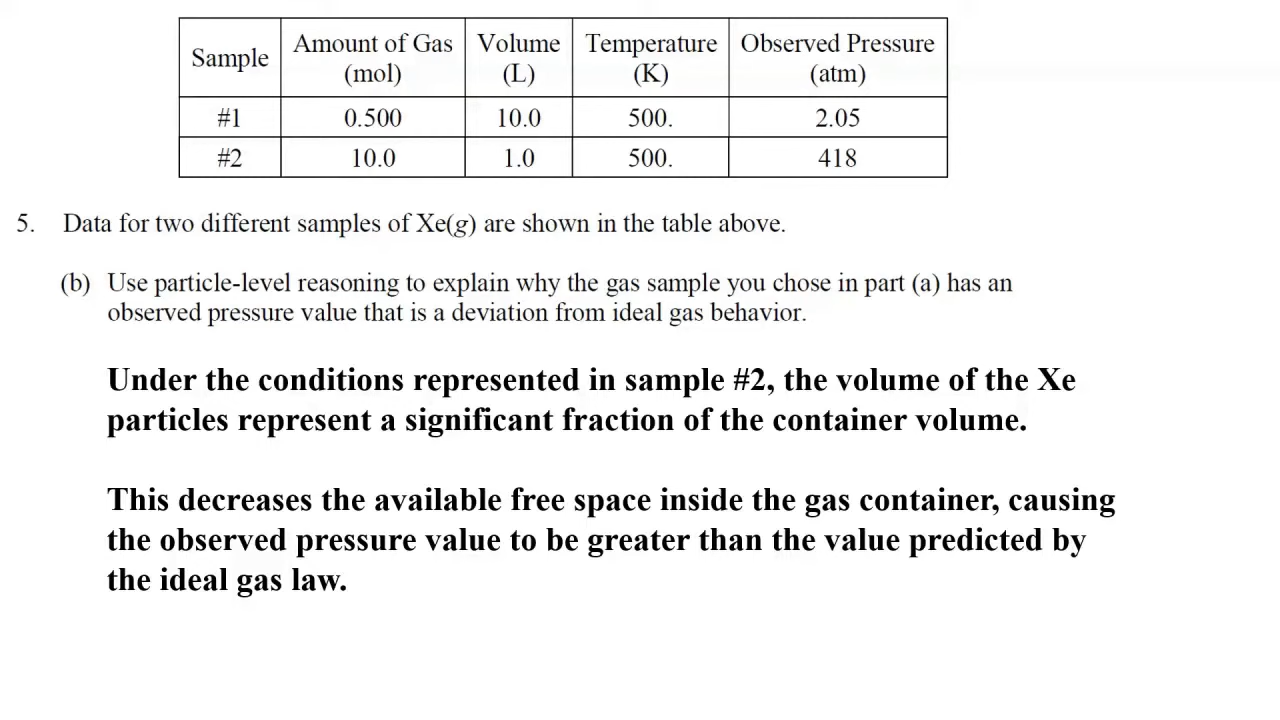 Sample Amount of Gas (mol) Volume (L) Temperature (K) Observed Pressure (atm)
#1 0.500 10.0 500. 2.05
#2 10.0 1.0 500. 418
5. Data for two different samples of Xe(g) are shown in the table above.
(b) Use particle-level reasoning to explain why the gas sample you chose in part (a) has an
observed pressure value that is a deviation from ideal gas behavior.
Under the conditions represented in sample #2, the volume of the Xe
particles represent a significant fraction of the container volume.
This decreases the available free space inside the gas container, causing
the observed pressure value to be greater than the value predicted by
the ideal gas law.